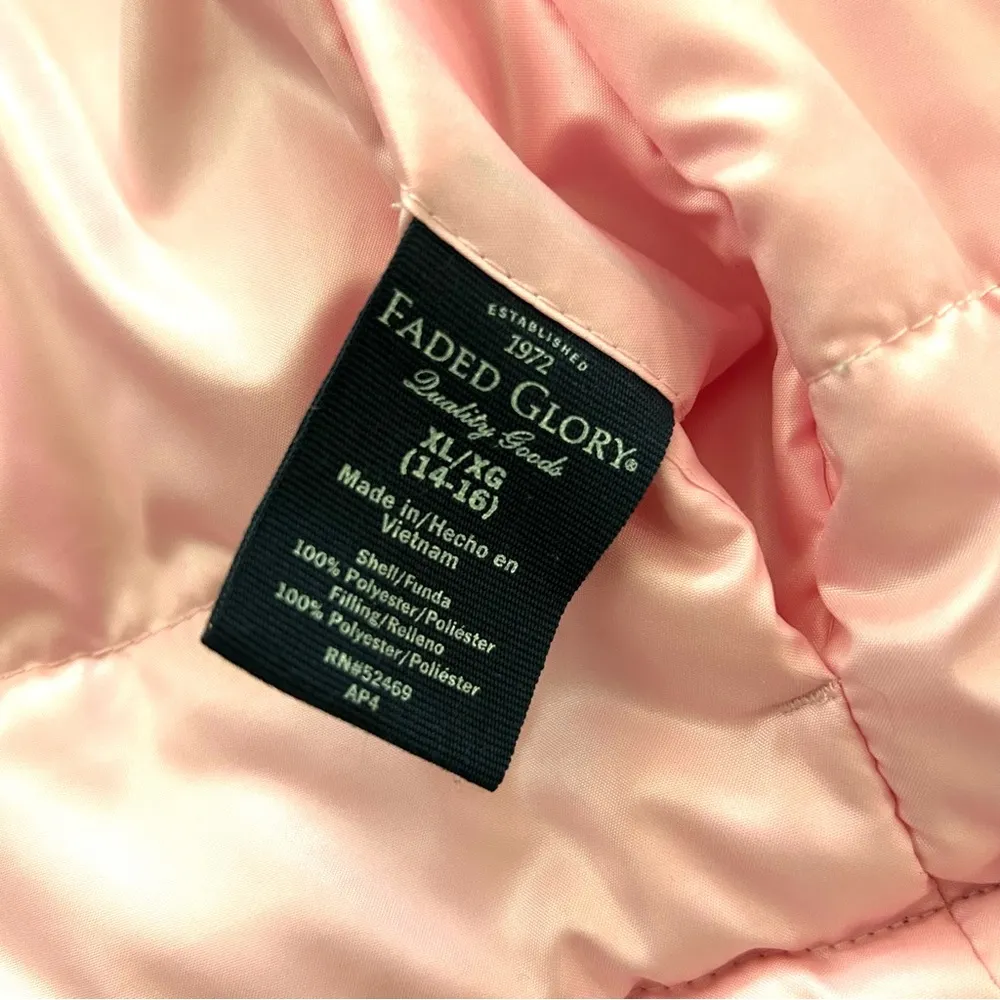 ESTABLISHED
1972
FADED GLORY®
Quality Goods
XL/XG
(14-16)
Made in/Hecho en
Vietnam
Shell/Funda
100% Polyester/Poliéster
Filling/Relleno
100% Polyester/Poliéster
RN#52469
AP4